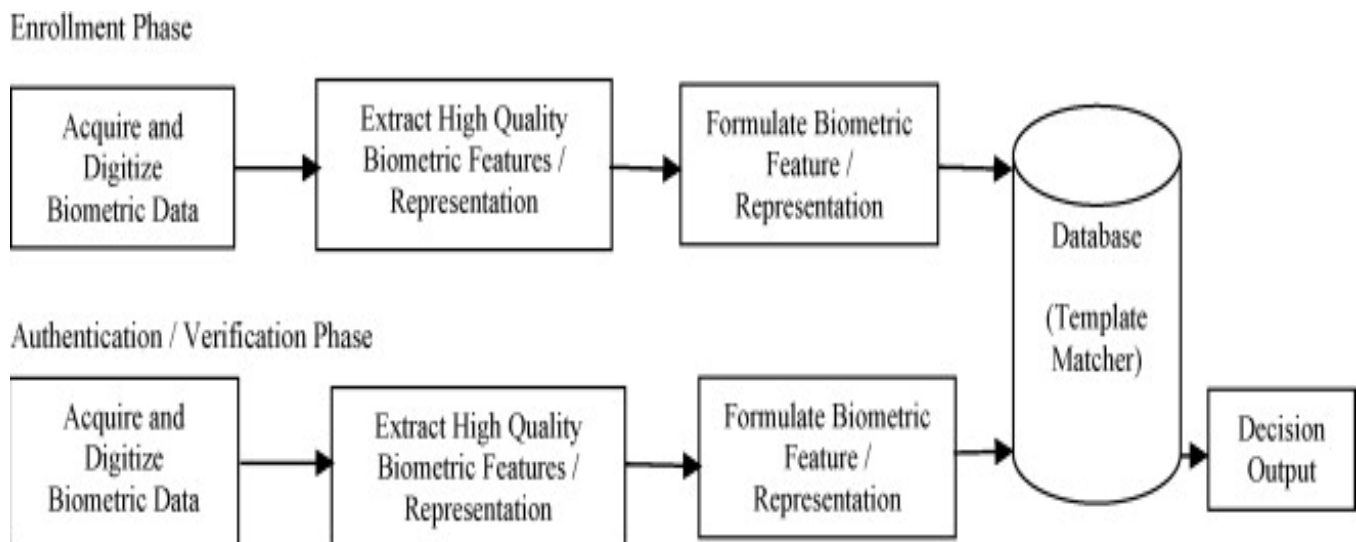 Enrollment Phase
Acquire and
Digitize
Biometric Data
Extract High Quality
Biometric Features /
Representation
Formulate Biometric
Feature /
Representation
Database
(Template
Matcher)
Authentication / Verification Phase
Acquire and
Digitize
Biometric Data
Extract High Quality
Biometric Features /
Representation
Formulate Biometric
Feature /
Representation
Decision
Output